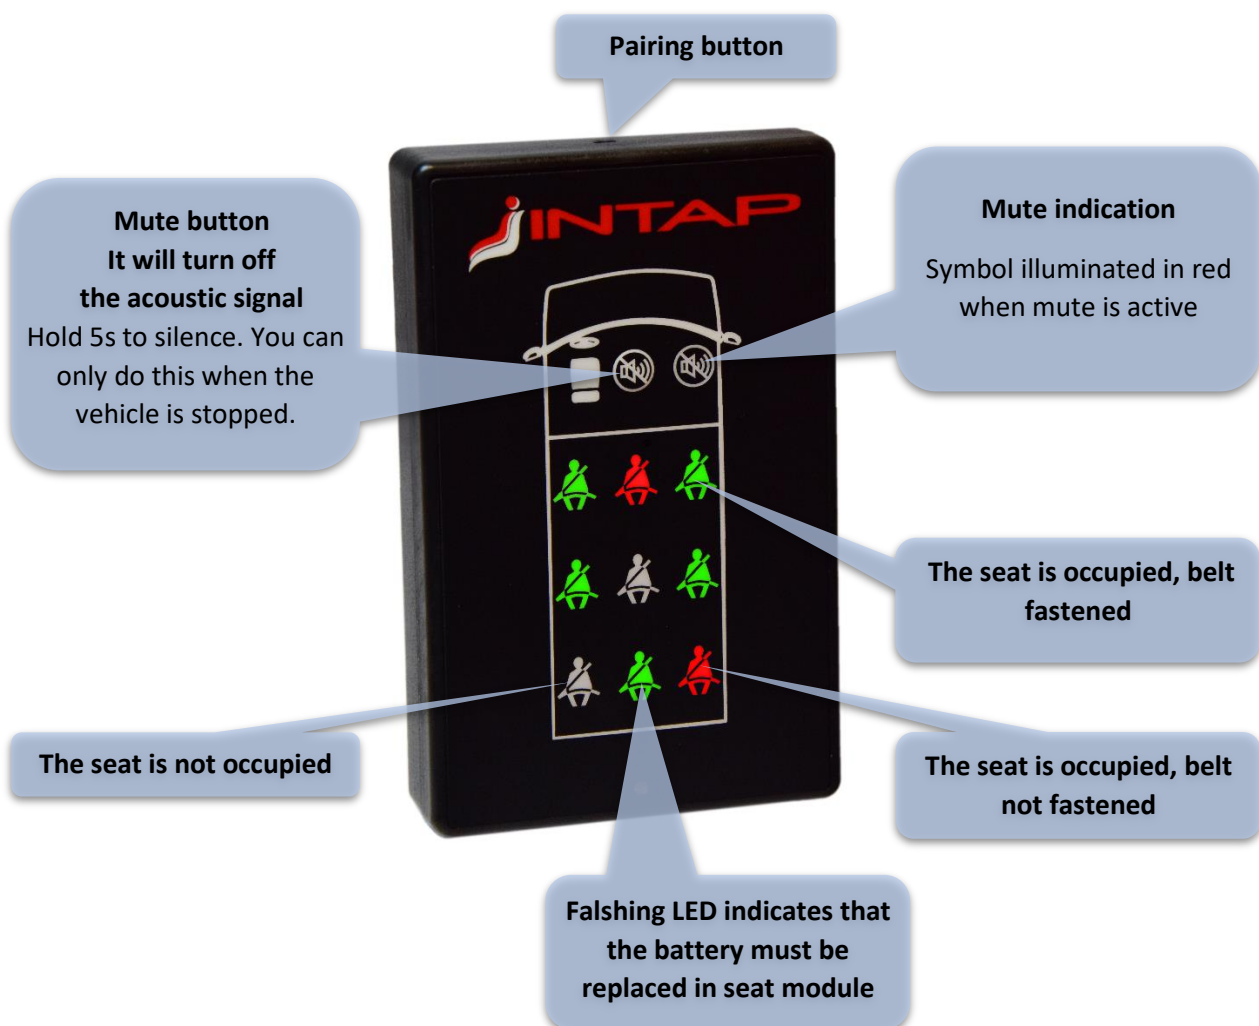 Pairing button
INTAP
Mute button
It will turn off
the acoustic signal
Hold 5s to silence. You can
only do this when the
vehicle is stopped.
Mute indication
Symbol illuminated in red
when mute is active
The seat is occupied, belt
fastened
The seat is not occupied
The seat is occupied, belt
not fastened
Falshing LED indicates that
the battery must be
replaced in seat module